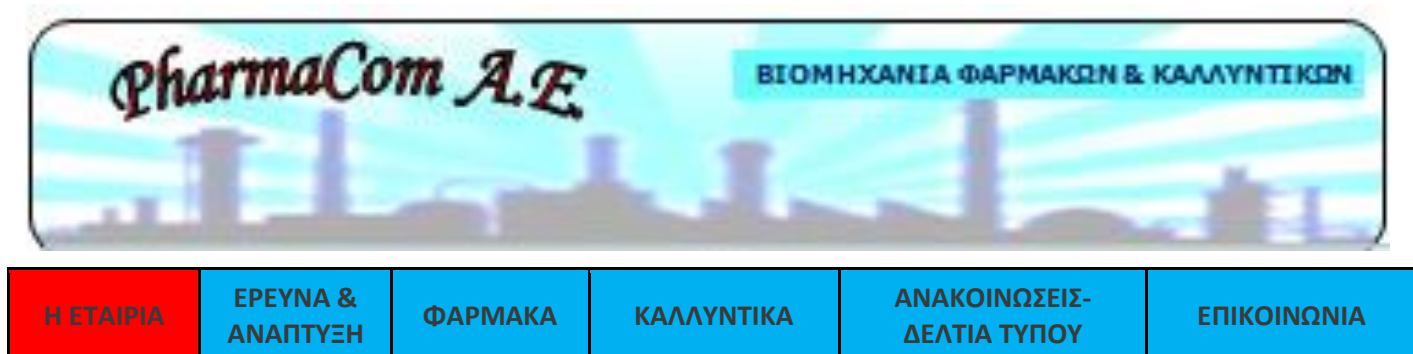 PharmaCom A.E.
ΒΙΟΜΗΧΑΝΙΑ ΦΑΡΜΑΚΩΝ & ΚΑΛΛΥΝΤΙΚΩΝ
Η ΕΤΑΙΡΙΑ
ΕΡΕΥΝΑ &
ΑΝΑΠΤΥΞΗ
ΦΑΡΜΑΚΑ
ΚΑΛΛΥΝΤΙΚΑ
ΑΝΑΚΟΙΝΩΣΕΙΣ-
ΔΕΛΤΙΑ ΤΥΠΟΥ
ΕΠΙΚΟΙΝΩΝΙΑ